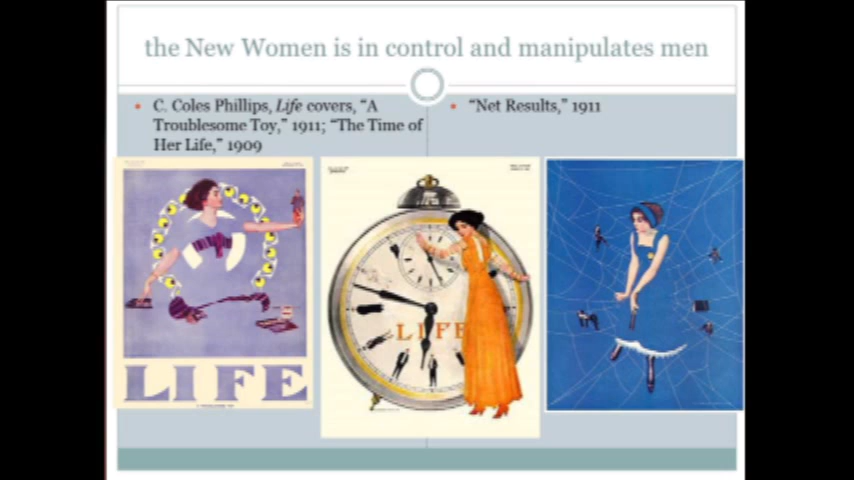 the New Women is in control and manipulates men
C. Coles Phillips, Life covers, “A
Troublesome Toy,” 1911; “The Time of
Her Life,” 1909
“Net Results,” 1911
LIFE
LIFE